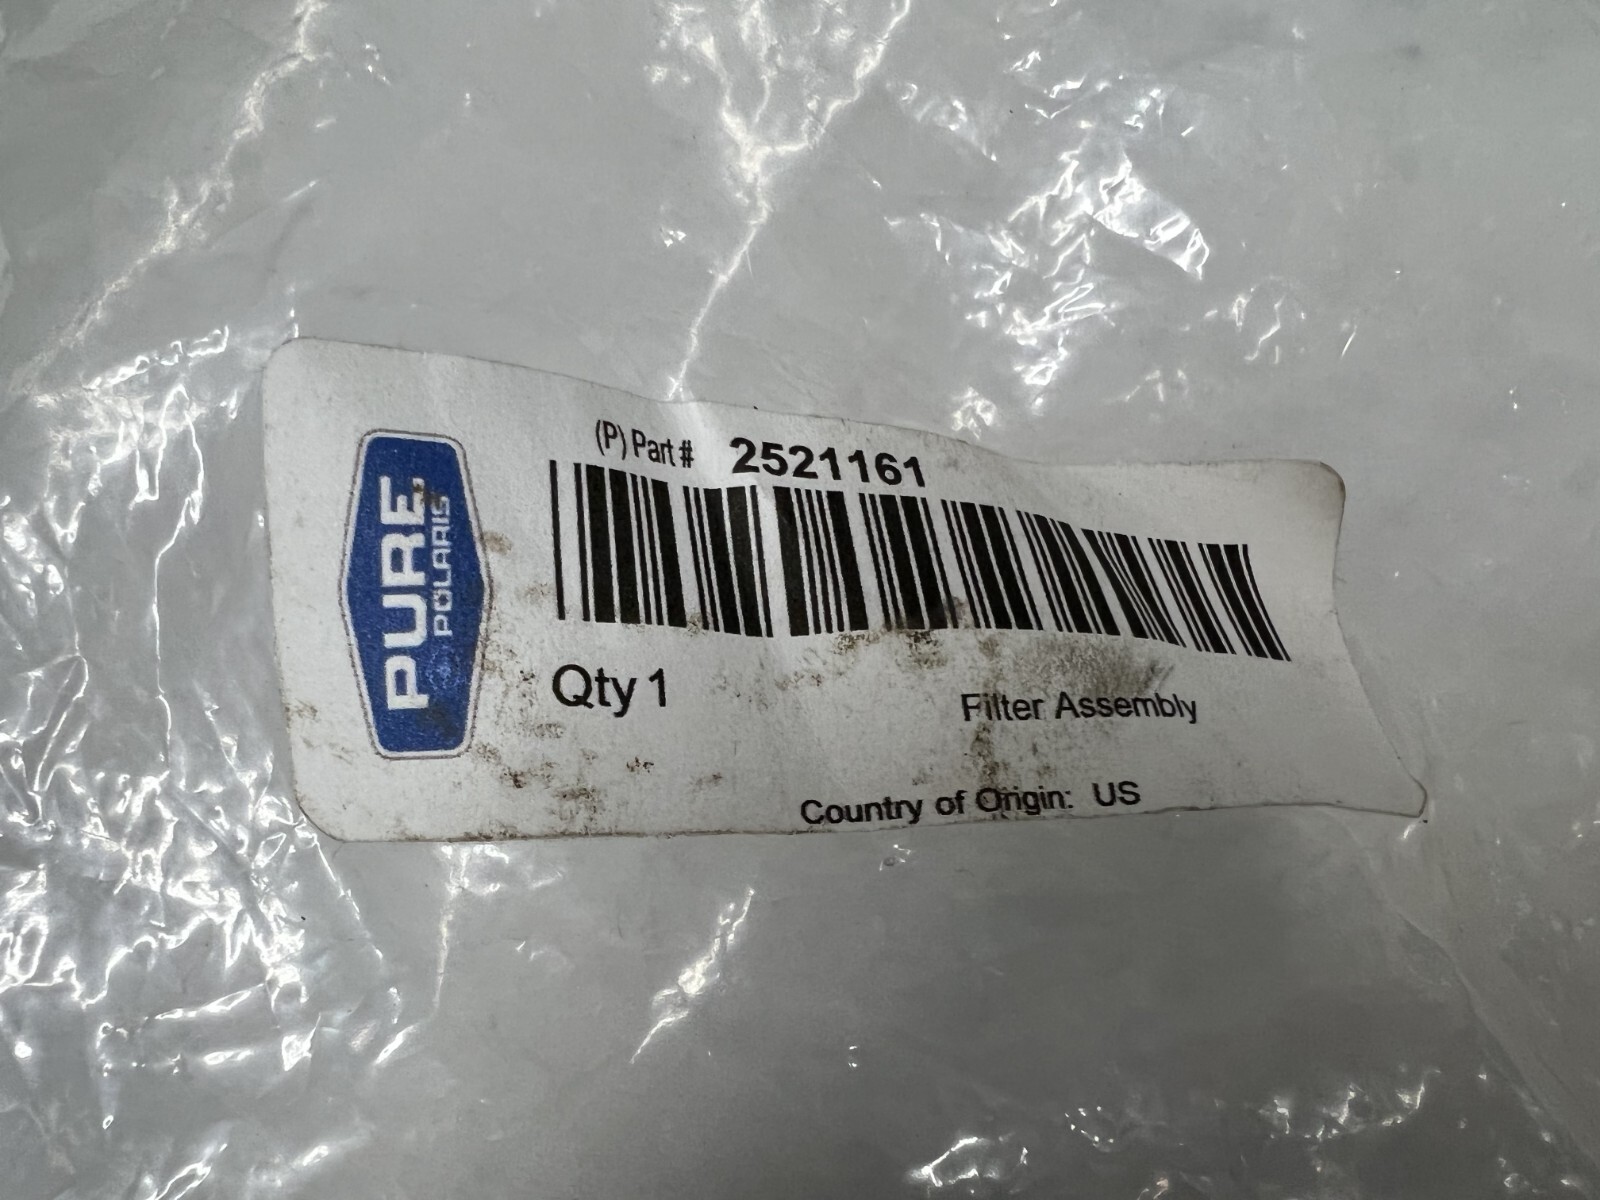 PURE
POLARIS
(P) Part # 2521161
Qty 1
Filter Assembly
Country of Origin: US